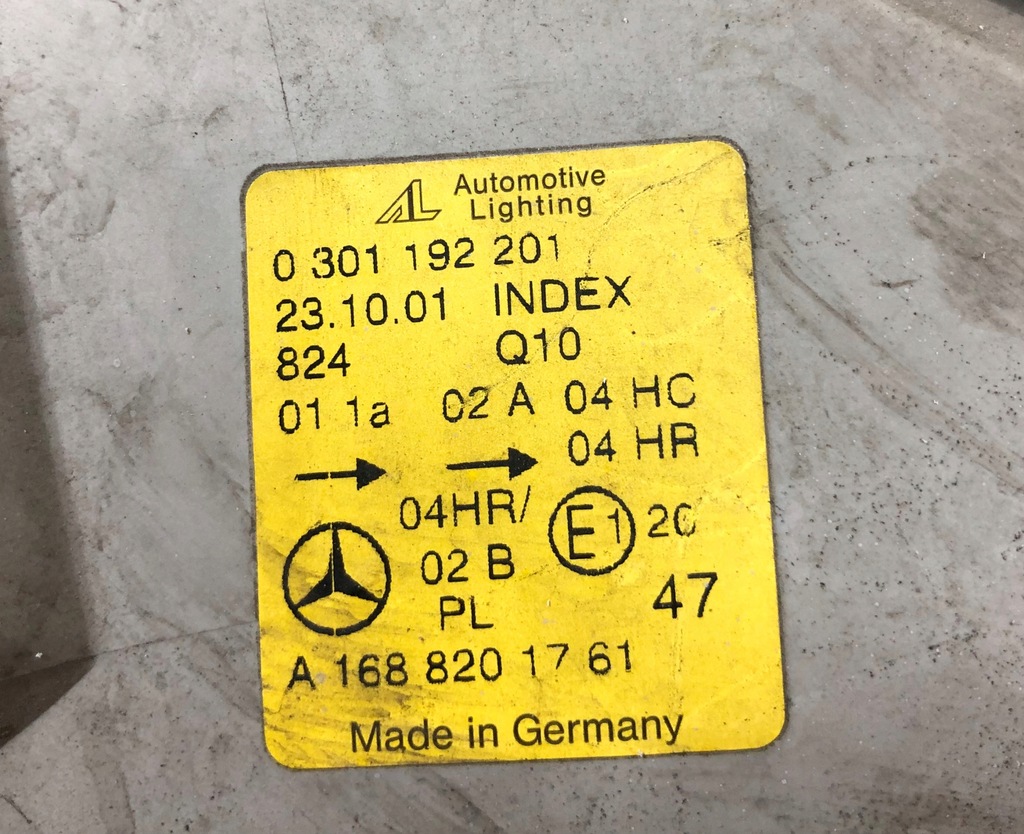 AL Automotive
Lighting
0 301 192 201
23.10.01 INDEX
824 Q10
01 1a 02 A 04 HC
04 HR
04HR/ E1 20
02 B
PL 47
A 168 820 17 61
Made in Germany